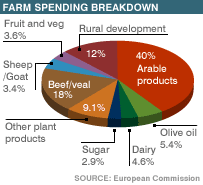 FARM SPENDING BREAKDOWN
Fruit and veg
3.6%
Rural development
12%
40%
Arable
products
Sheep
/Goat
3.4%
Beef/veal
18%
9.1%
Other plant
products
Sugar
2.9%
Dairy
4.6%
Olive oil
5.4%
SOURCE: European Commission